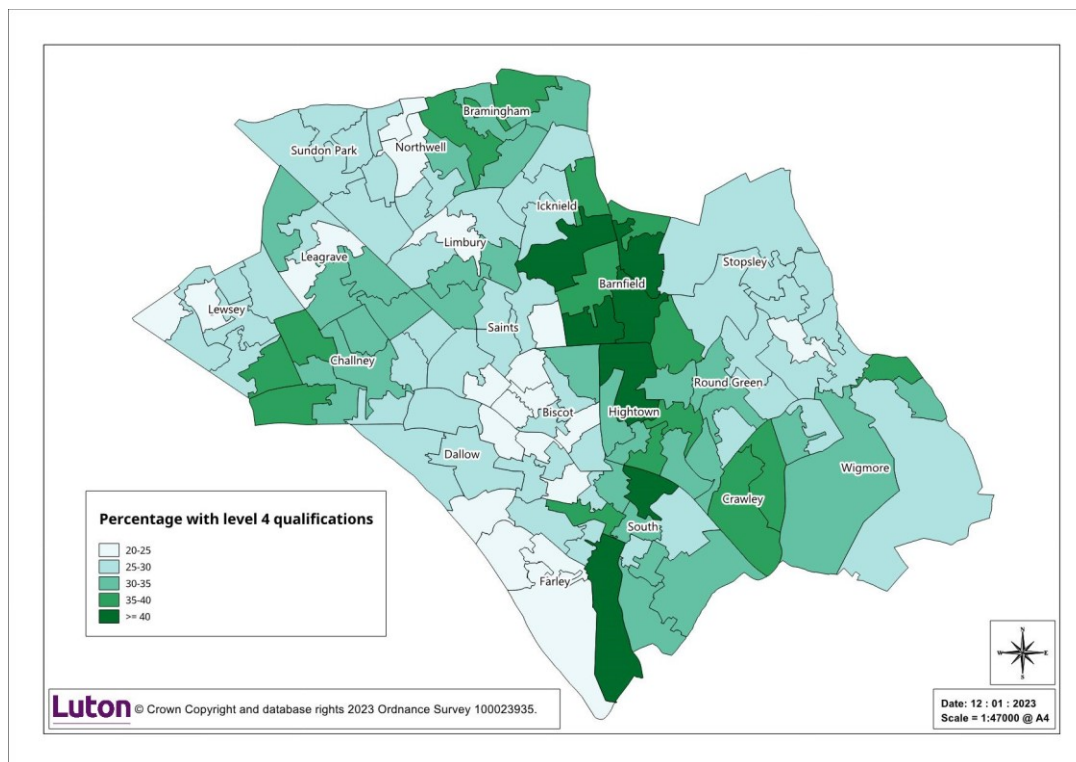 Bramingham
Northwell
Sundon Park
Icknield
Limbury
Leagrave
Stopsley
Barnfield
Lewsey
Saints
Challney
Round Green
Biscot
Hightown
Dallow
Wigmore
Crawley
South
Farley
Percentage with level 4 qualifications
20-25
25-30
30-35
35-40
>= 40
N
W E
S
Luton © Crown Copyright and database rights 2023 Ordnance Survey 100023935.
Date: 12 : 01 : 2023
Scale = 1:47000 @ A4